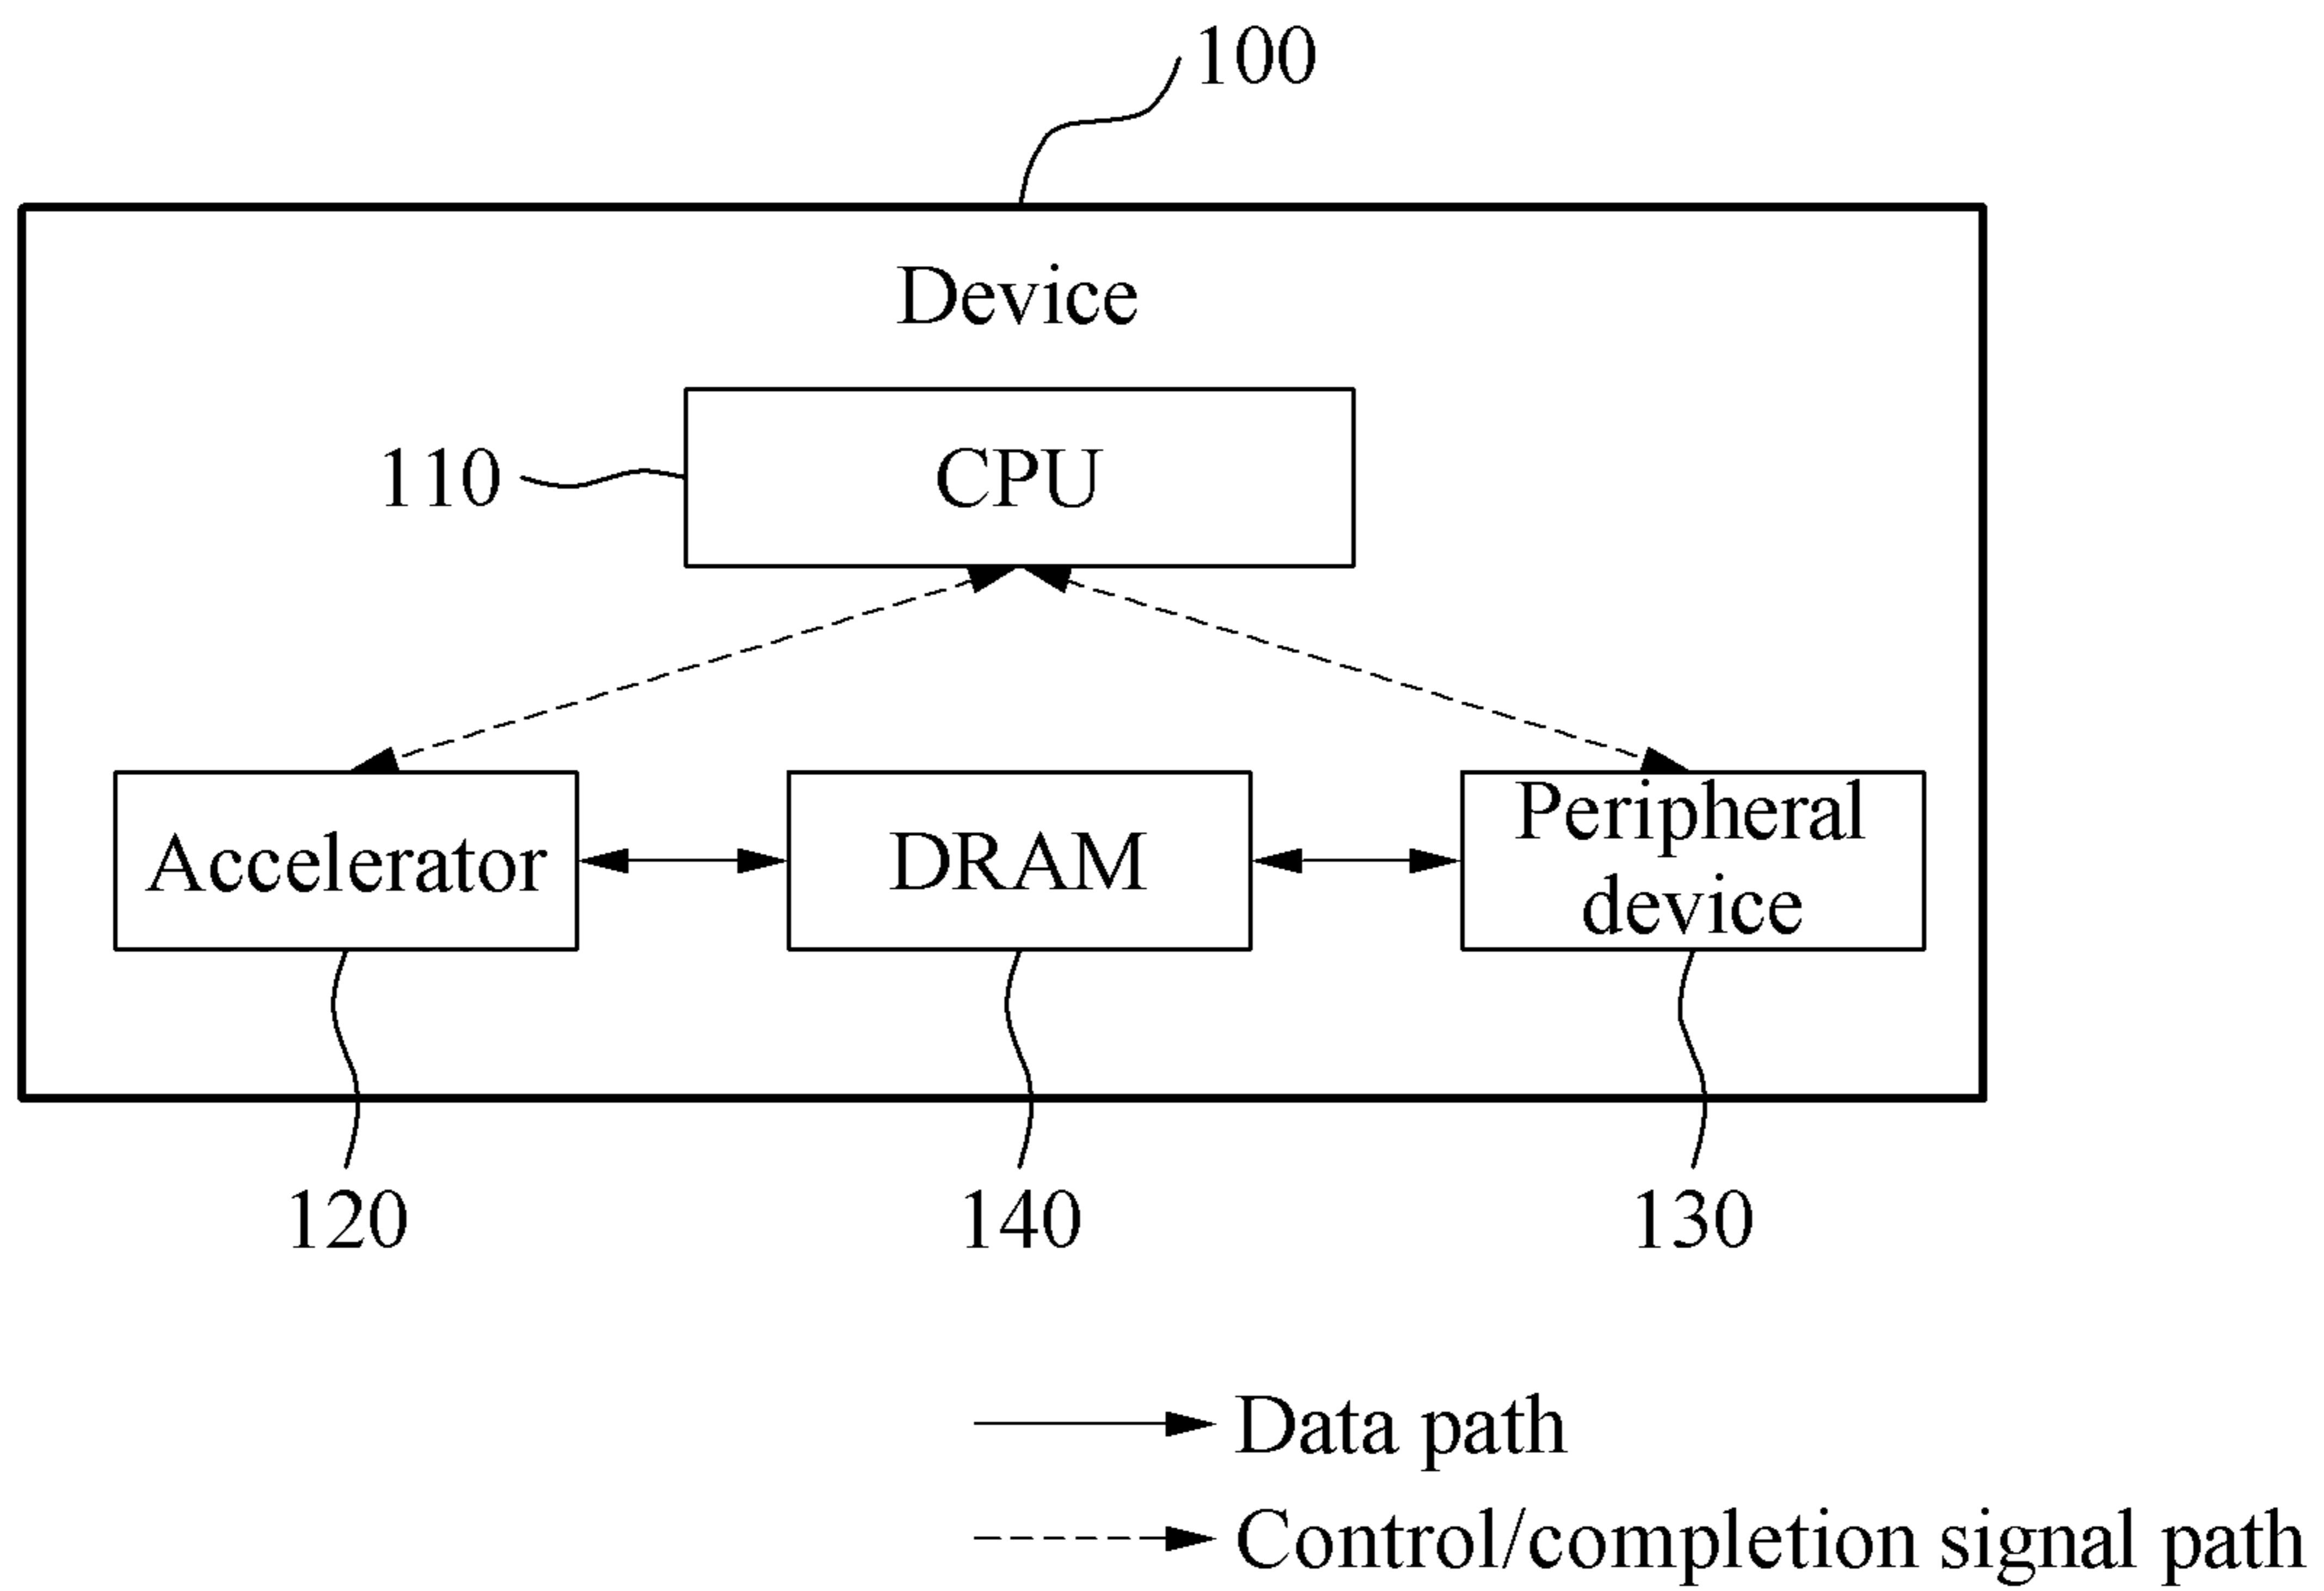 100
Device
110
CPU
Accelerator
DRAM
Peripheral
device
120
140
130
Data path
Control/completion signal path